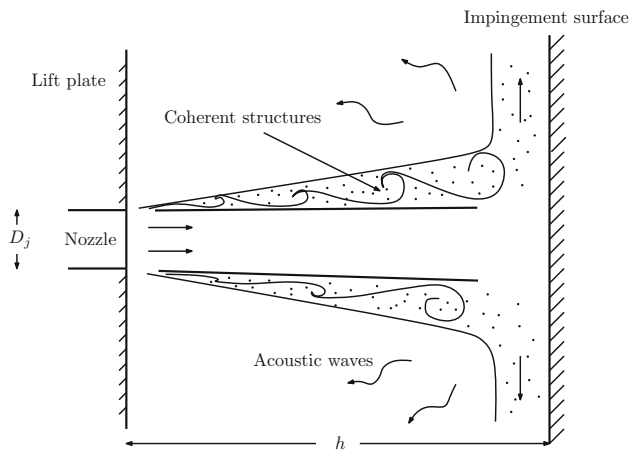 Impingement surface
Lift plate
Coherent structures
D_j
Nozzle
Acoustic waves
h